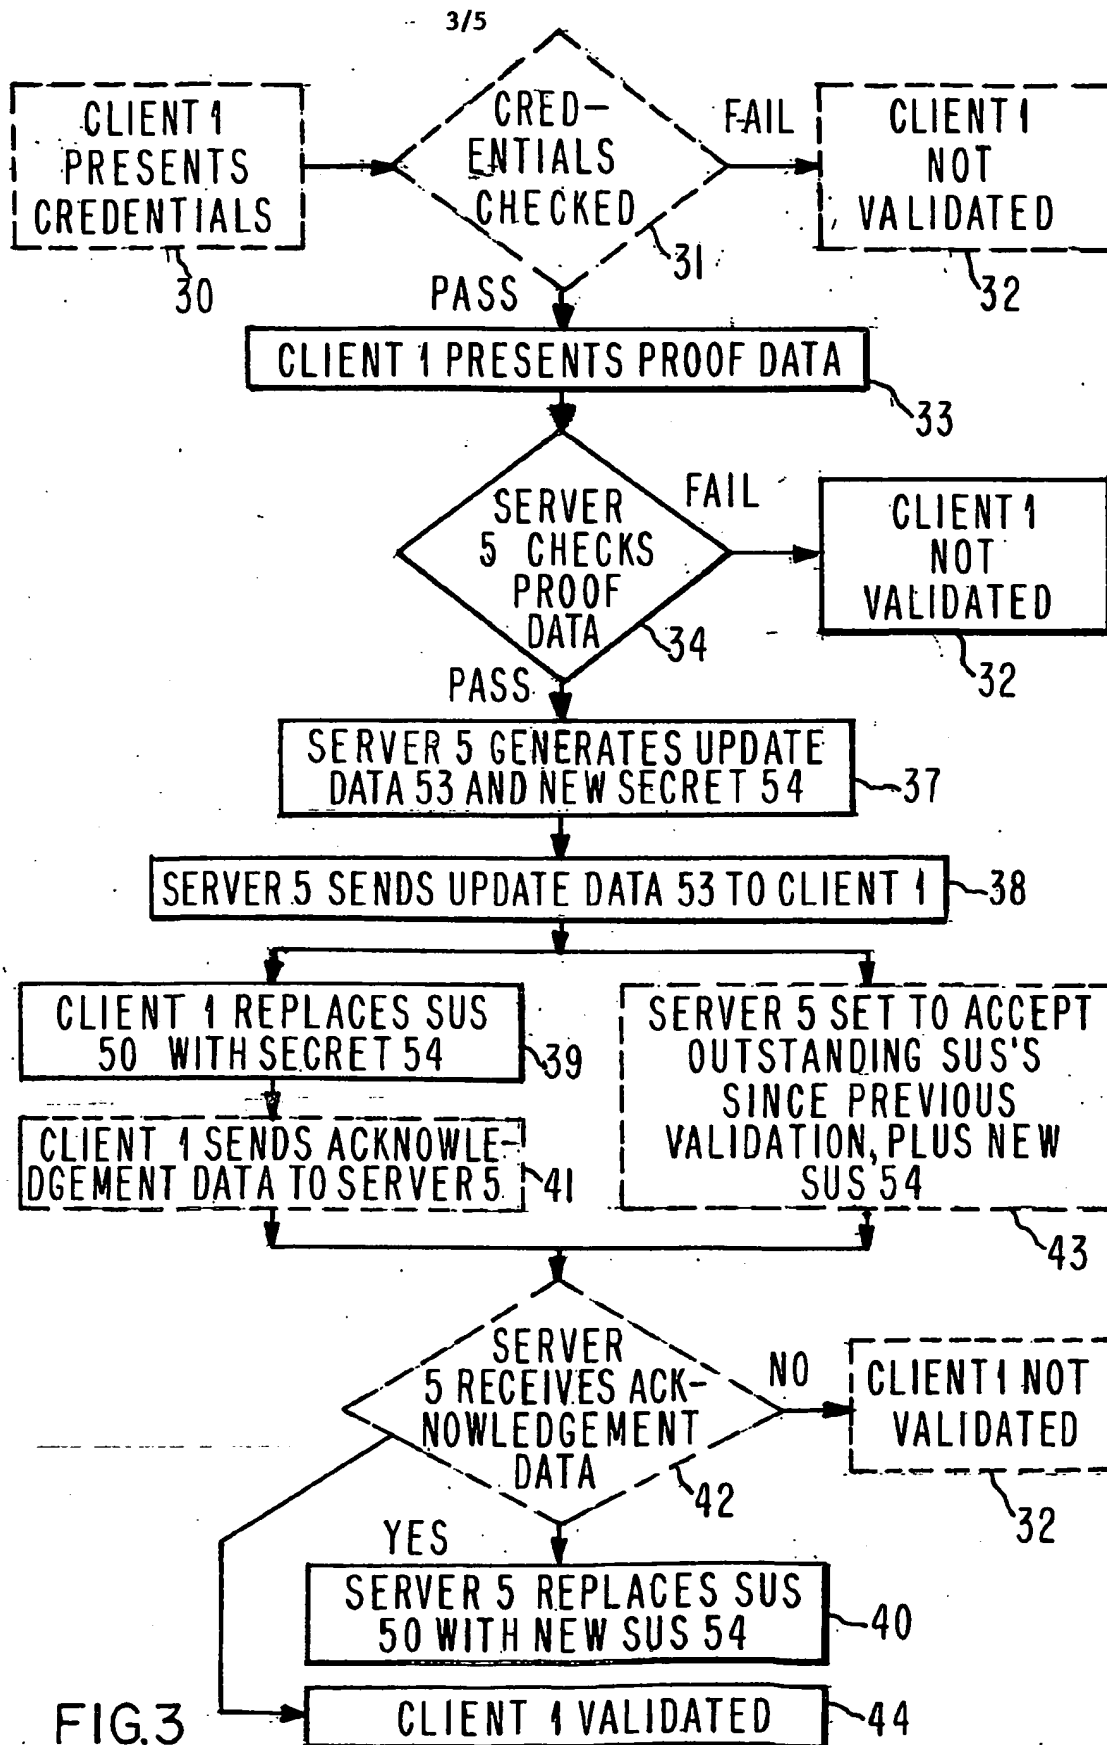 3/5
CLIENT 1
PRESENTS
CREDENTIALS
30
CRED-
ENTIALS
CHECKED
31
FAIL
CLIENT 1
NOT
VALIDATED
32
PASS
CLIENT 1 PRESENTS PROOF DATA
33
SERVER
5 CHECKS
PROOF
DATA
34
FAIL
CLIENT 1
NOT
VALIDATED
32
PASS
SERVER 5 GENERATES UPDATE
DATA 53 AND NEW SECRET 54
37
SERVER 5 SENDS UPDATE DATA 53 TO CLIENT 1
38
CLIENT 1 REPLACES SUS
50 WITH SECRET 54
39
CLIENT 1 SENDS ACKNOWLE-
DGEMENT DATA TO SERVER 5
41
SERVER 5 SET TO ACCEPT
OUTSTANDING SUS'S
SINCE PREVIOUS
VALIDATION, PLUS NEW
SUS 54
43
SERVER
5 RECEIVES ACK-
NOWLEDGEMENT
DATA
42
NO
CLIENT 1 NOT
VALIDATED
32
YES
SERVER 5 REPLACES SUS
50 WITH NEW SUS 54
40
CLIENT 1 VALIDATED
44
FIG.3